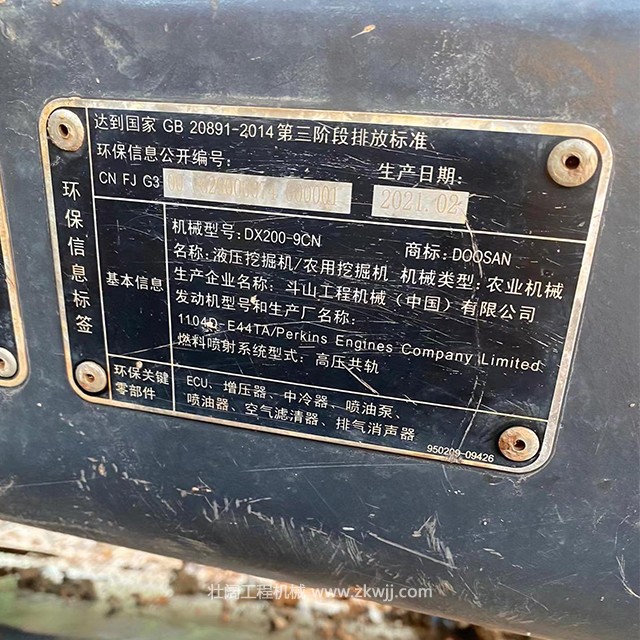 达到国家 GB 20891-2014 第三阶段排放标准
环保信息公开编号:
生产日期:
CN FJ G3
2021.02
环保信息标签
基本信息
机械型号: DX200-9CN 商标: DOOSAN
名称: 液压挖掘机/农用挖掘机 机械类型: 农业机械
生产企业名称: 斗山工程机械（中国）有限公司
发动机型号和生产厂名称:
1104D-E44TA/Perkins Engines Company Limited
燃料喷射系统型式: 高压共轨
环保关键
零部件
ECU、增压器、中冷器、喷油泵、
喷油器、空气滤清器、排气消声器
950209-09426
壮阔工程机械 www.zkwjj.com